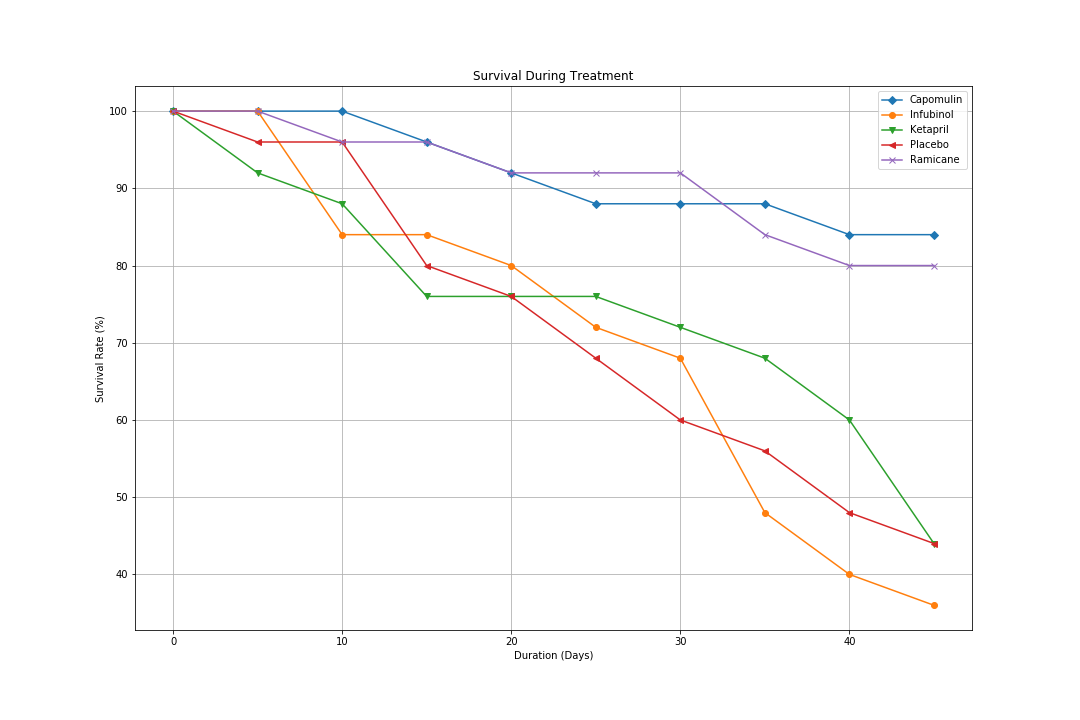 Survival During Treatment
Capomulin
Infubinol
Ketapril
Placebo
Ramicane
Survival Rate (%)
100
90
80
70
60
50
40
0 10 20 30 40
Duration (Days)